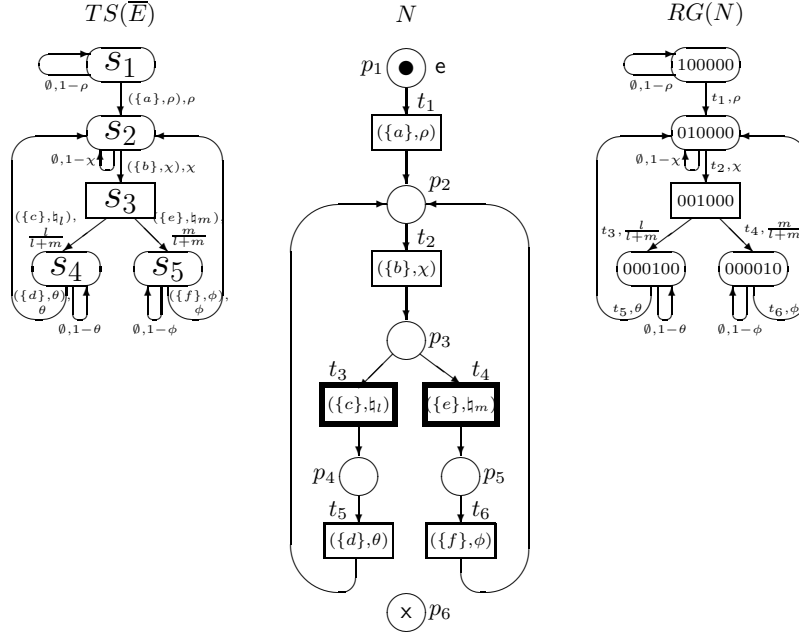 TS(E̅)
s₁
∅,1−ρ
({a},ρ),ρ
s₂
∅,1−χ
({b},χ),χ
s₃
({c},♮ₗ),
l/(l+m)
({e},♮ₘ),
m/(l+m)
s₄
s₅
({d},θ),
θ
∅,1−θ
∅,1−φ
({f},φ),
φ
N
p₁
e
t₁
({a},ρ)
p₂
t₂
({b},χ)
p₃
t₃
t₄
({c},♮ₗ)
({e},♮ₘ)
p₄
p₅
t₅
t₆
({d},θ)
({f},φ)
x
p₆
RG(N)
100000
∅,1−ρ
t₁,ρ
010000
∅,1−χ
t₂,χ
001000
t₃, l/(l+m)
t₄, m/(l+m)
000100
000010
t₅,θ
∅,1−θ
∅,1−φ
t₆,φ